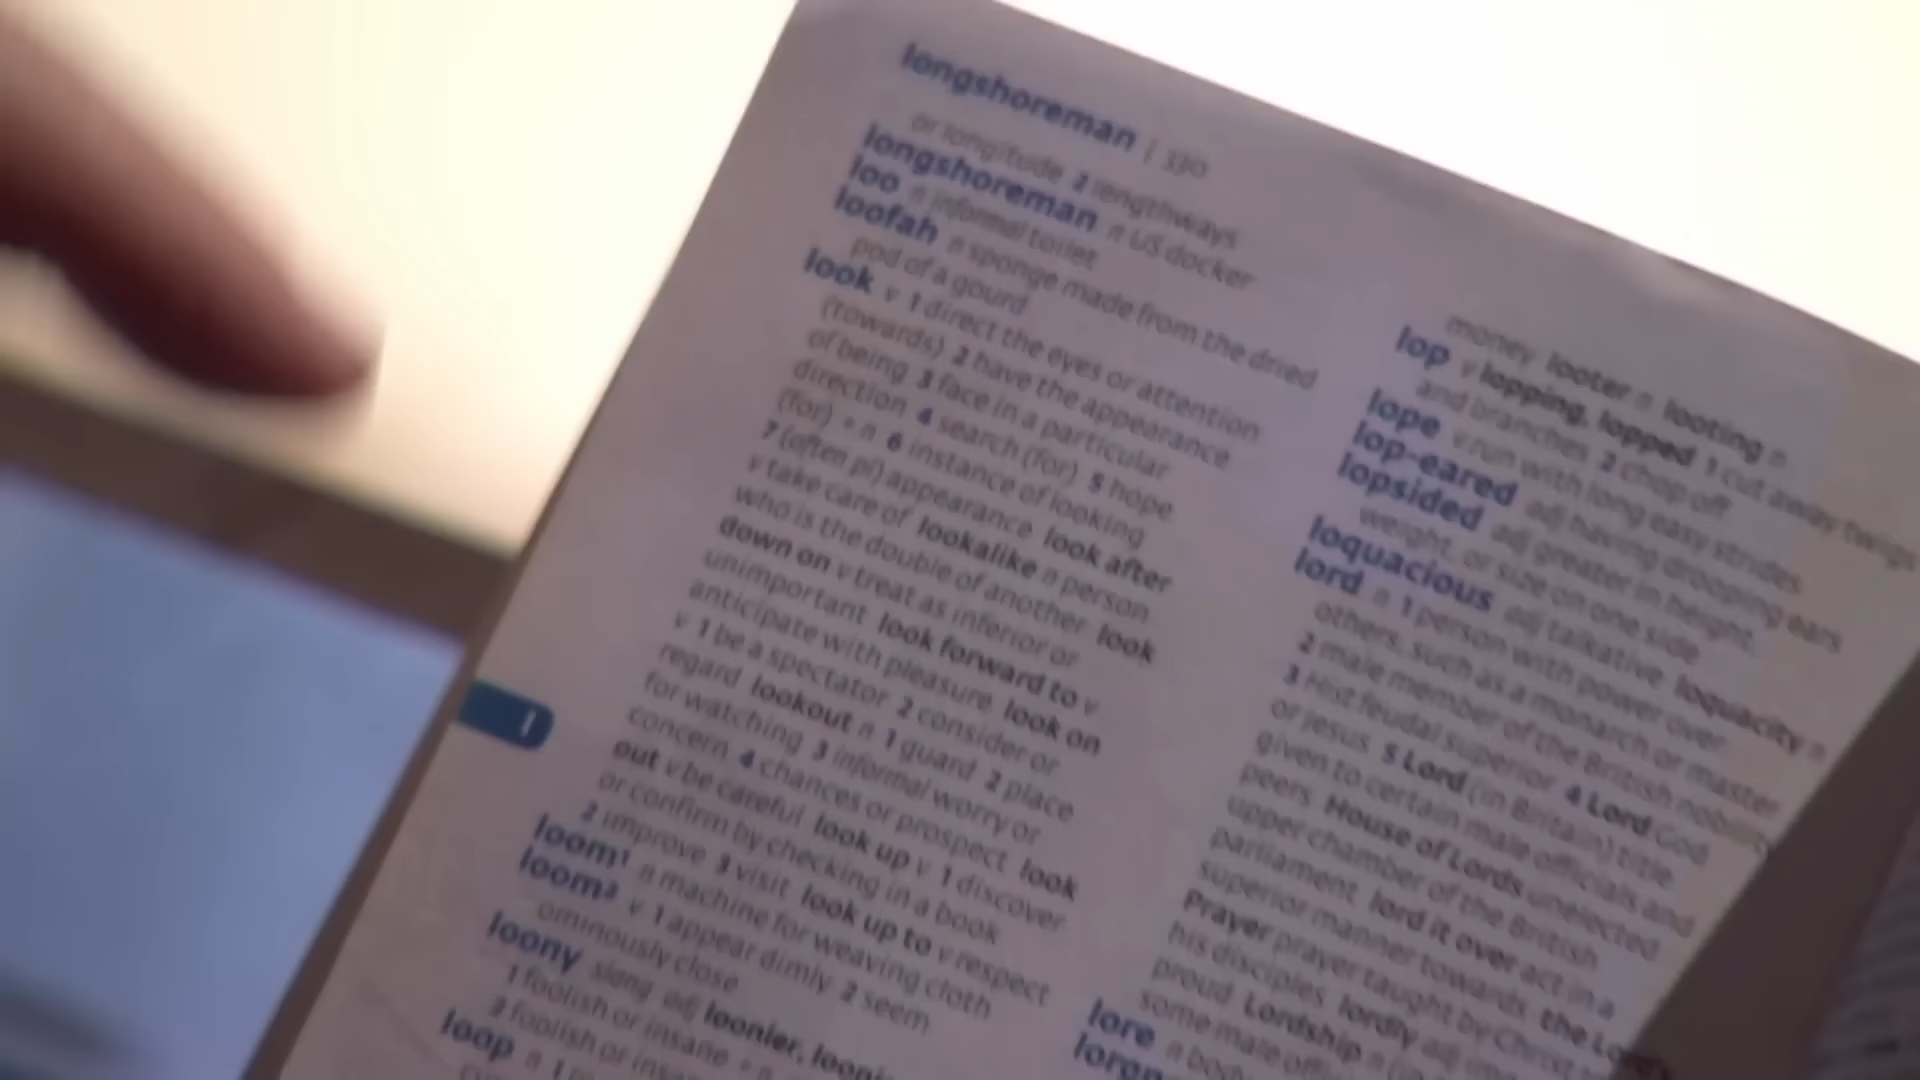 longshoreman | 330
or longitude 2 lengthways
longshoreman n US docker
loo n informal toilet
loofah n sponge made from the dried
pod of a gourd
look v 1 direct the eyes or attention
(towards) 2 have the appearance
of being 3 face in a particular
direction 4 search (for) 5 hope
(for) • n 6 instance of looking
7 (often pl) appearance look after
v take care of lookalike n person
who is the double of another look
down on v treat as inferior or
unimportant look forward to v
anticipate with pleasure look on
v 1 be a spectator 2 consider or
regard lookout n 1 guard 2 place
for watching 3 informal worry or
concern 4 chances or prospect look
out v be careful look up v 1 discover
or confirm by checking in a book
2 improve 3 visit look up to v respect
loom¹ n machine for weaving cloth
loom² v 1 appear dimly 2 seem
ominously close
loony slang adj loonier,
1 foolish or insane • n
2 foolish or
loop n 1
l
money looter n looting n
lop v lopping, lopped 1 cut away twigs
and branches 2 chop off
lope v run with long easy strides
lop-eared adj having drooping ears
lopsided adj greater in height,
weight, or size on one side
loquacious adj talkative loquacity n
lord n 1 person with power over
others, such as a monarch or master
2 male member of the British nobility
3 Hist feudal superior 4 Lord God
or Jesus 5 Lord (in Britain) title
given to certain male officials and
peers House of Lords unelected
upper chamber of the British
parliament lord it over act in a
superior manner towards the
Prayer prayer taught by Christ
his disciples lordly adj
proud Lordship n
some male
lore n